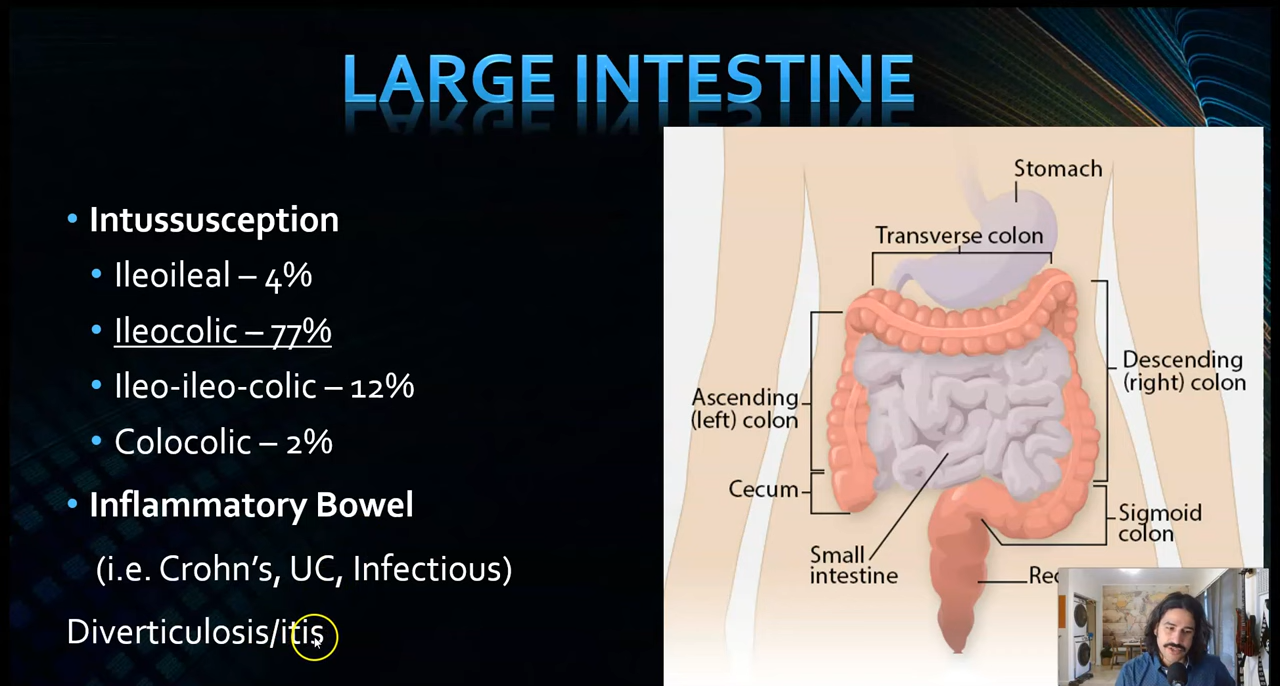 LARGE INTESTINE
• Intussusception
• Ileoileal – 4%
• Ileocolic – 77%
• Ileo-ileo-colic – 12%
• Colocolic – 2%
• Inflammatory Bowel
(i.e. Crohn’s, UC, Infectious)
Diverticulosis/itis
Stomach
Transverse colon
Descending
(right) colon
Ascending
(left) colon
Cecum
Sigmoid
colon
Small
intestine